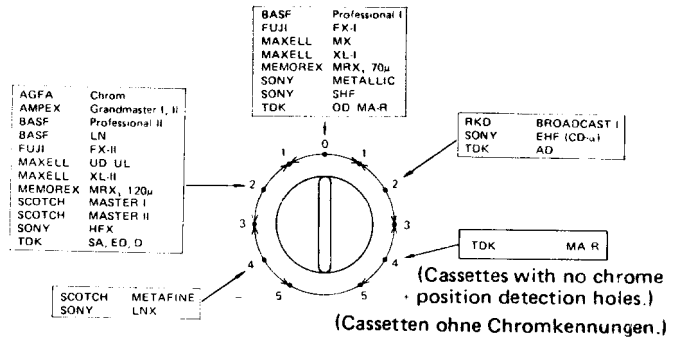 BASF Professional I
FUJI FX-I
MAXELL MX
MAXELL XL-I
MEMOREX MRX, 70µ
SONY METALLIC
SONY SHF
TDK OD MA-R
AGFA Chrom
AMPEX Grandmaster I, II
BASF Professional II
BASF LN
FUJI FX-II
MAXELL UD UL
MAXELL XL-II
MEMOREX MRX, 120µ
SCOTCH MASTER I
SCOTCH MASTER II
SONY HFX
TDK SA, ED, D
RKD BROADCAST I
SONY EHF (CD-α)
TDK AD
0
1 1
2 2
3 3
4 4
5 5
TDK MA-R
(Cassettes with no chrome
position detection holes.)
(Cassetten ohne Chromkennungen.)
SCOTCH METAFINE
SONY LNX